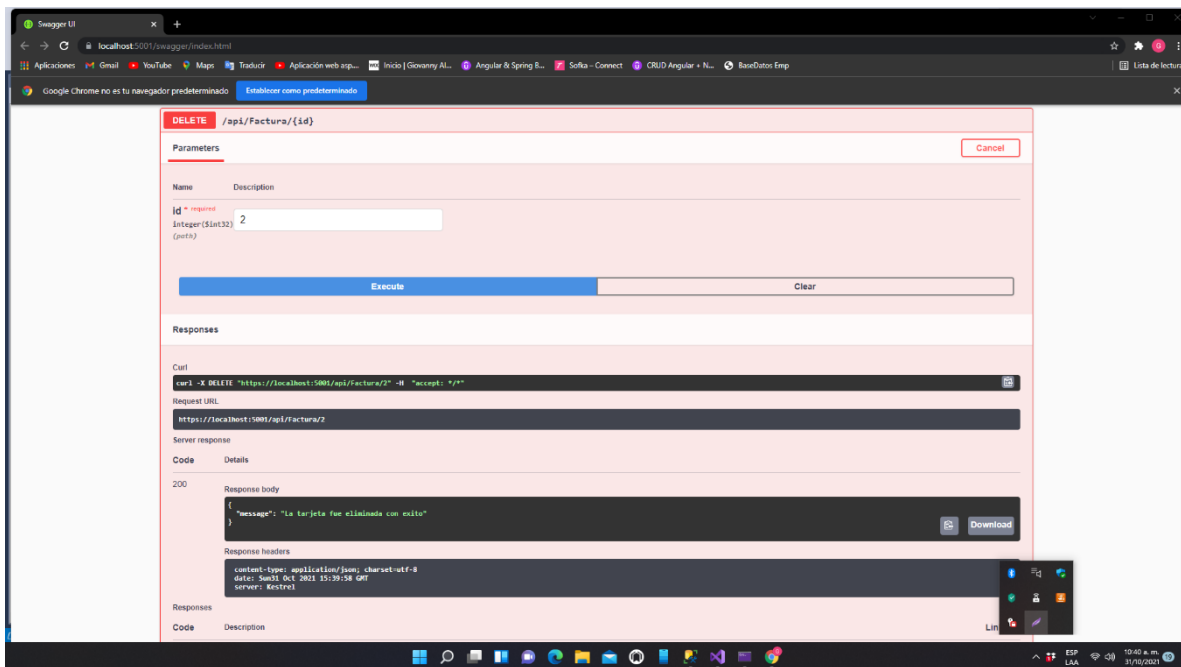 Swagger UI
localhost:5001/swagger/index.html
Aplicaciones Gmail YouTube Maps Traducir Aplicación web asp... Inicio | Giovanny Al... Angular & Spring B... Sofka – Connect CRUD Angular + N... BaseDatos Emp Lista de lectura
Google Chrome no es tu navegador predeterminado Establecer como predeterminado
DELETE /api/Factura/{id}
Parameters Cancel
Name Description
id * required
integer($int32) 2
(path)
Execute Clear
Responses
Curl
curl -X DELETE "https://localhost:5001/api/Factura/2" -H "accept: */*"
Request URL
https://localhost:5001/api/Factura/2
Server response
Code Details
200
Response body
{
"message": "La tarjeta fue eliminada con exito"
}
Download
Response headers
content-type: application/json; charset=utf-8
date: Sun31 Oct 2021 15:39:58 GMT
server: Kestrel
Responses
Code Description Lin
ESP 10:40 a. m.
LAA 31/10/2021 19